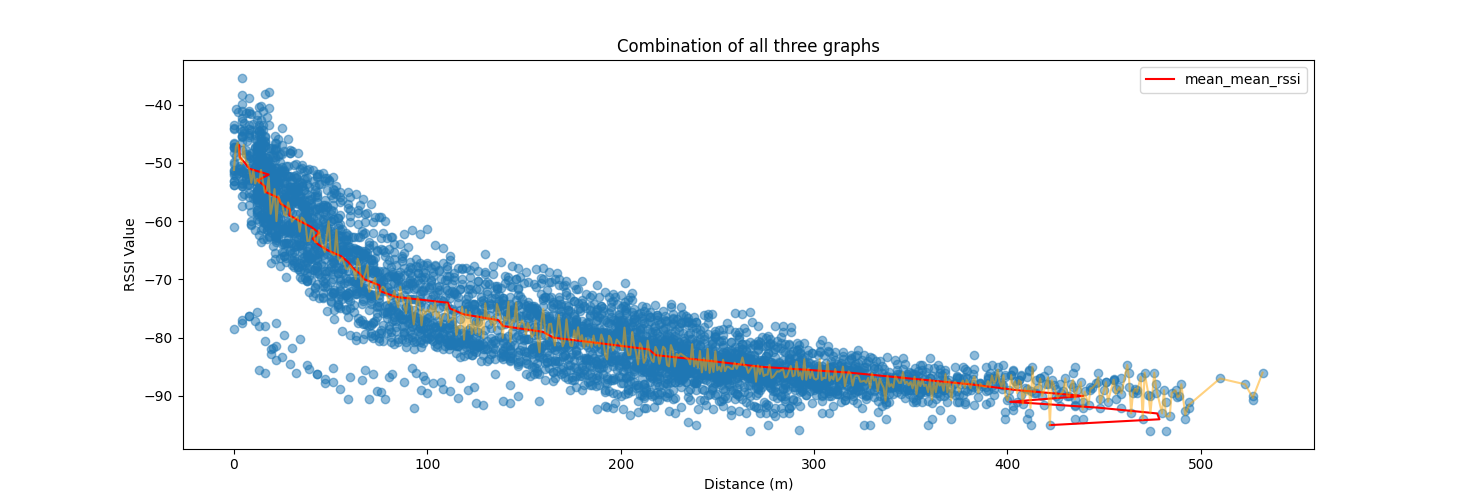 Combination of all three graphs
mean_mean_rssi
RSSI Value
−40
−50
−60
−70
−80
−90
0 100 200 300 400 500
Distance (m)